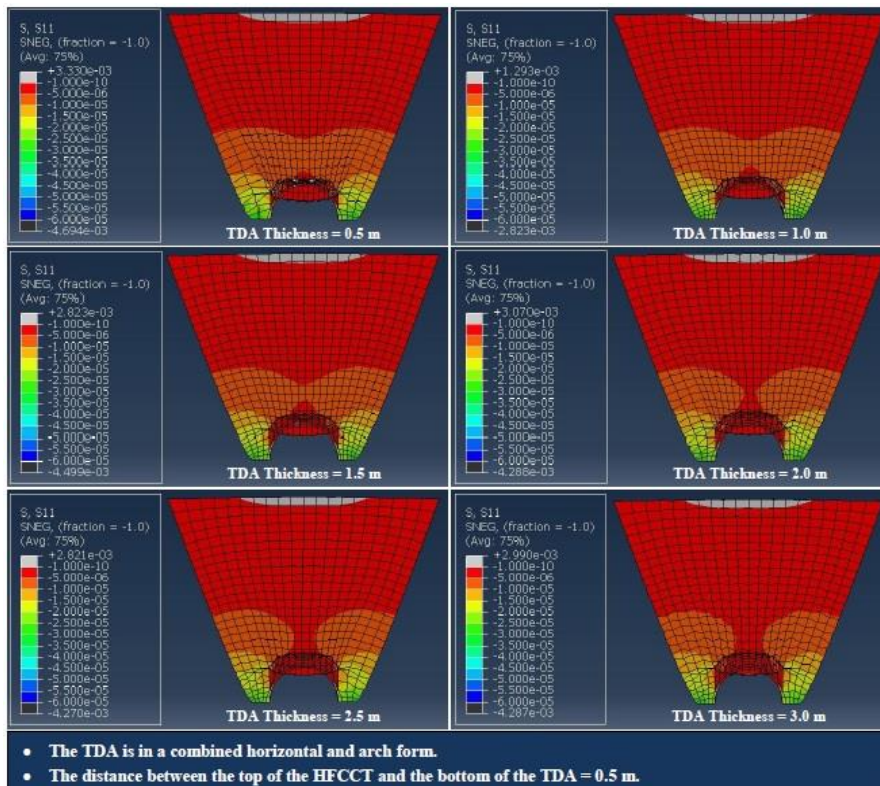 S, S11
SNEG, (fraction = -1.0)
(Avg: 75%)
+3.330e-03
-1.000e-10
-5.000e-06
-1.000e-05
-1.500e-05
-2.000e-05
-2.500e-05
-3.000e-05
-3.500e-05
-4.000e-05
-4.500e-05
-5.000e-05
-5.500e-05
-6.000e-05
-4.694e-03
TDA Thickness = 0.5 m
S, S11
SNEG, (fraction = -1.0)
(Avg: 75%)
+1.293e-03
-1.000e-10
-5.000e-06
-1.000e-05
-1.500e-05
-2.000e-05
-2.500e-05
-3.000e-05
-3.500e-05
-4.000e-05
-4.500e-05
-5.000e-05
-5.500e-05
-6.000e-05
-2.823e-03
TDA Thickness = 1.0 m
S, S11
SNEG, (fraction = -1.0)
(Avg: 75%)
+2.823e-03
-1.000e-10
-5.000e-06
-1.000e-05
-1.500e-05
-2.000e-05
-2.500e-05
-3.000e-05
-3.500e-05
-4.000e-05
-4.500e-05
-5.000e-05
-5.500e-05
-6.000e-05
-4.499e-03
TDA Thickness = 1.5 m
S, S11
SNEG, (fraction = -1.0)
(Avg: 75%)
+3.070e-03
-1.000e-10
-5.000e-06
-1.000e-05
-1.500e-05
-2.000e-05
-2.500e-05
-3.000e-05
-3.500e-05
-4.000e-05
-4.500e-05
-5.000e-05
-5.500e-05
-6.000e-05
-4.288e-03
TDA Thickness = 2.0 m
S, S11
SNEG, (fraction = -1.0)
(Avg: 75%)
+2.821e-03
-1.000e-10
-5.000e-06
-1.000e-05
-1.500e-05
-2.000e-05
-2.500e-05
-3.000e-05
-3.500e-05
-4.000e-05
-4.500e-05
-5.000e-05
-5.500e-05
-6.000e-05
-4.270e-03
TDA Thickness = 2.5 m
S, S11
SNEG, (fraction = -1.0)
(Avg: 75%)
+2.990e-03
-1.000e-10
-5.000e-06
-1.000e-05
-1.500e-05
-2.000e-05
-2.500e-05
-3.000e-05
-3.500e-05
-4.000e-05
-4.500e-05
-5.000e-05
-5.500e-05
-6.000e-05
-4.287e-03
TDA Thickness = 3.0 m
• The TDA is in a combined horizontal and arch form.
• The distance between the top of the HFCCT and the bottom of the TDA = 0.5 m.